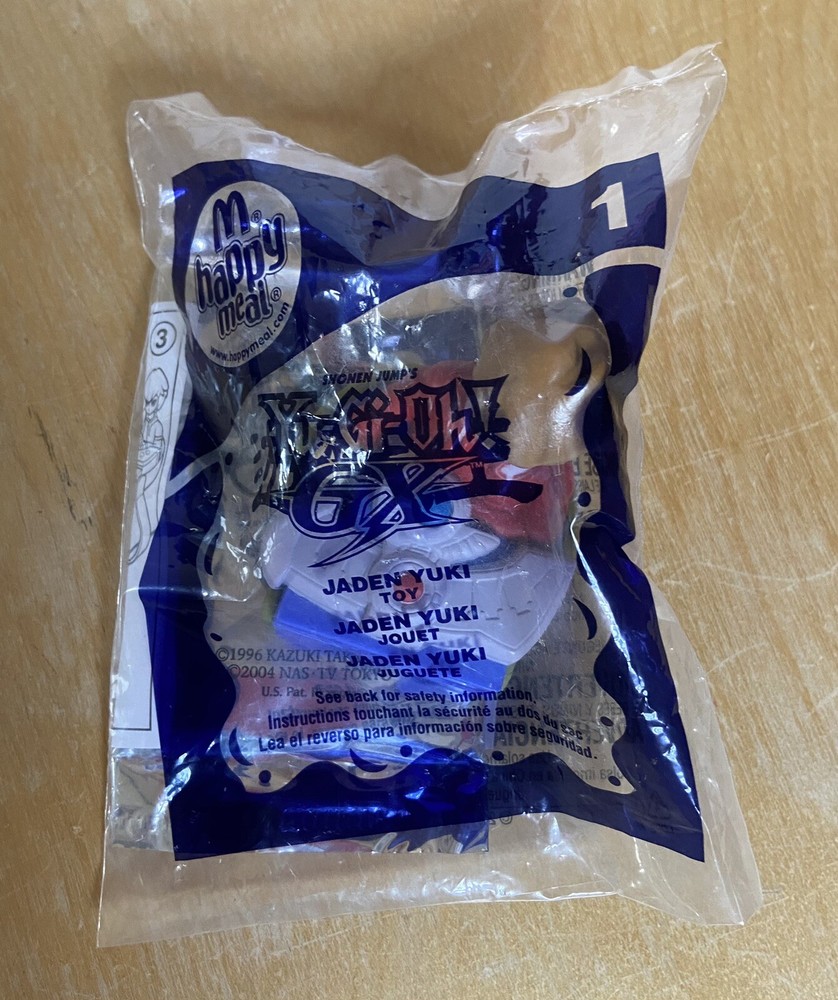 1
M®
happy
meal®
www.happymeal.com
3
SHONEN JUMP'S
Yu-Gi-Oh!
GX™
JADEN YUKI
TOY
JADEN YUKI
JOUET
JADEN YUKI
JUGUETE
©1996 KAZUKI
©2004 NAS·TV TOKYO
U.S. Pat.
See back for safety information.
Instructions touchant la sécurité au dos du sac
Lea el reverso para información sobre seguridad.